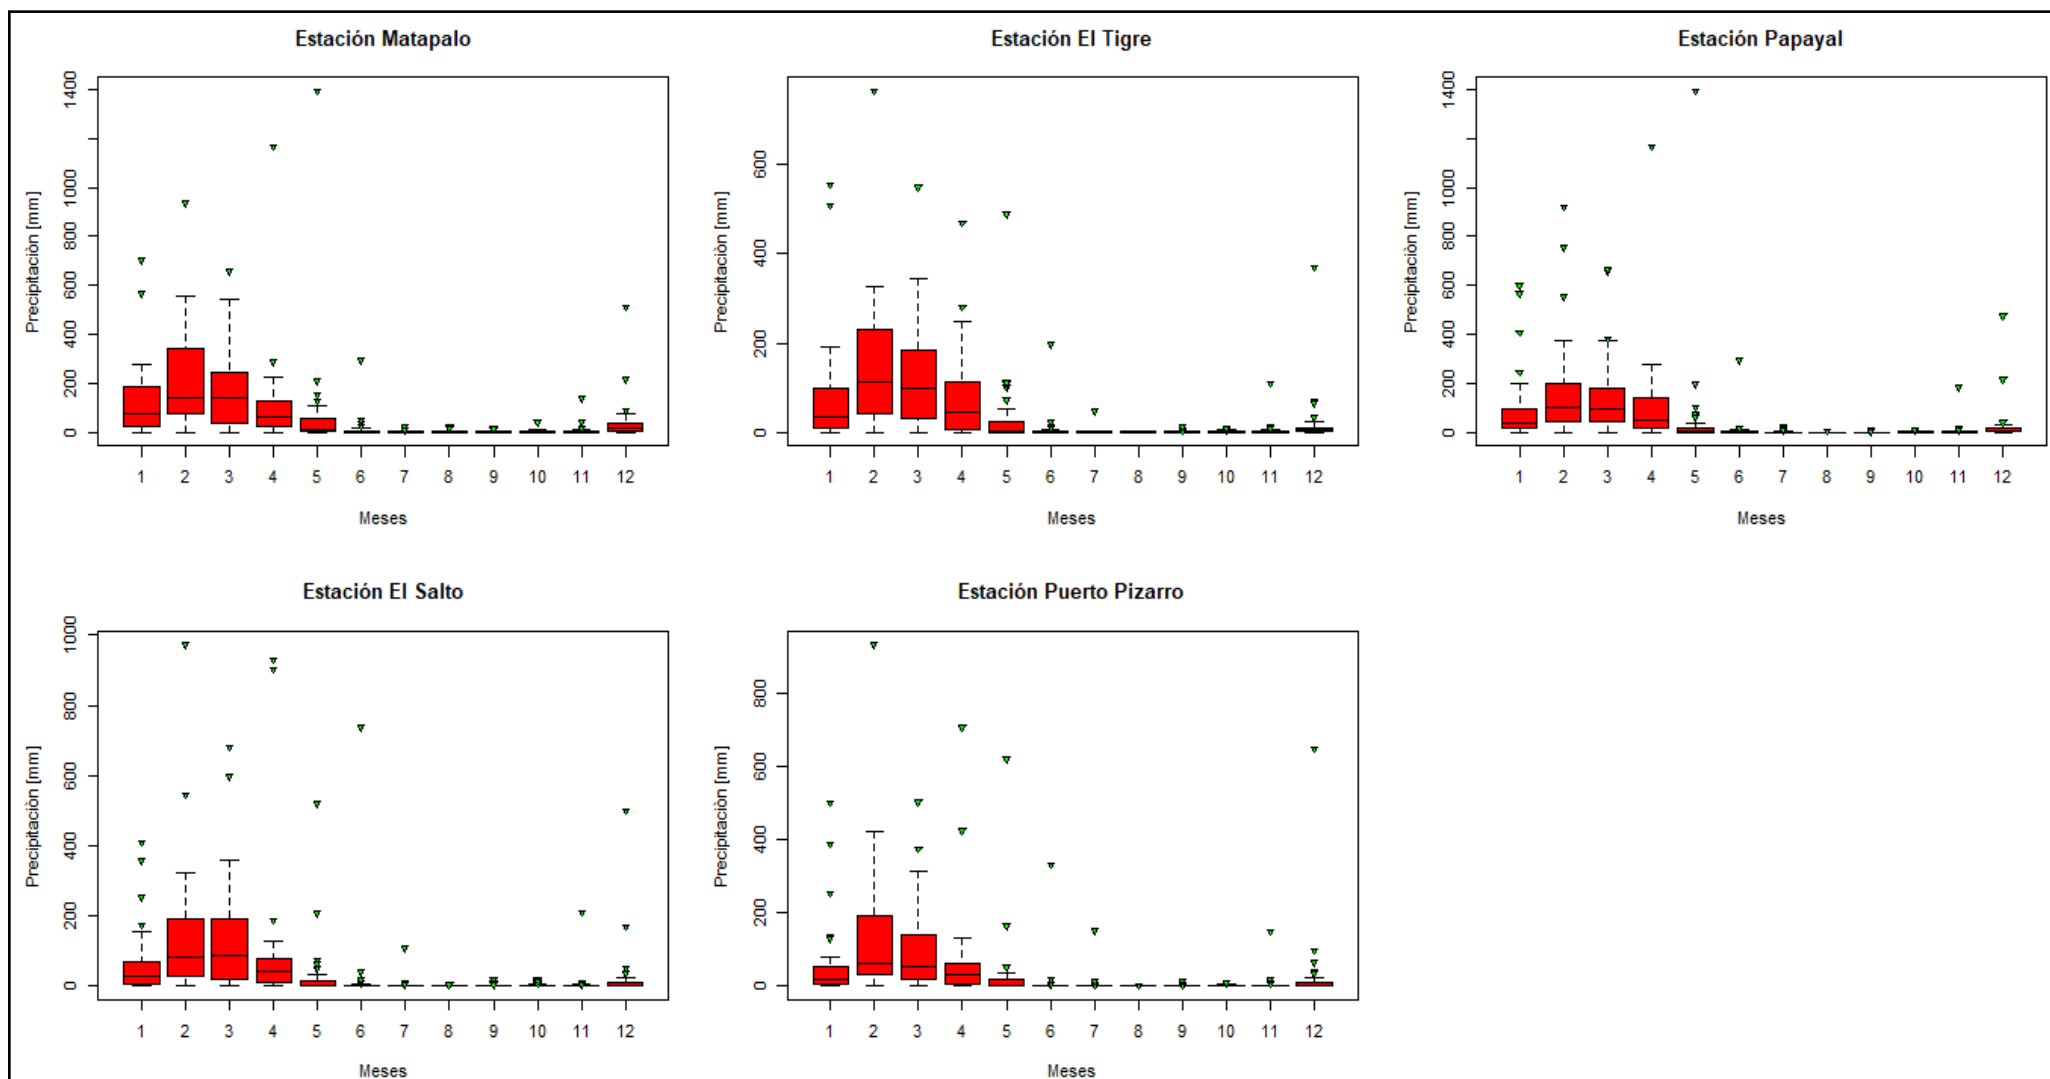 Estación Matapalo
Precipitaciòn [mm]
1400
1000
800
600
400
200
0
1 2 3 4 5 6 7 8 9 10 11 12
Meses
Estación El Tigre
Precipitaciòn [mm]
600
400
200
0
1 2 3 4 5 6 7 8 9 10 11 12
Meses
Estación Papayal
Precipitaciòn [mm]
1400
1000
800
600
400
200
0
1 2 3 4 5 6 7 8 9 10 11 12
Meses
Estación El Salto
Precipitaciòn [mm]
1000
800
600
400
200
0
1 2 3 4 5 6 7 8 9 10 11 12
Meses
Estación Puerto Pizarro
Precipitaciòn [mm]
800
600
400
200
0
1 2 3 4 5 6 7 8 9 10 11 12
Meses